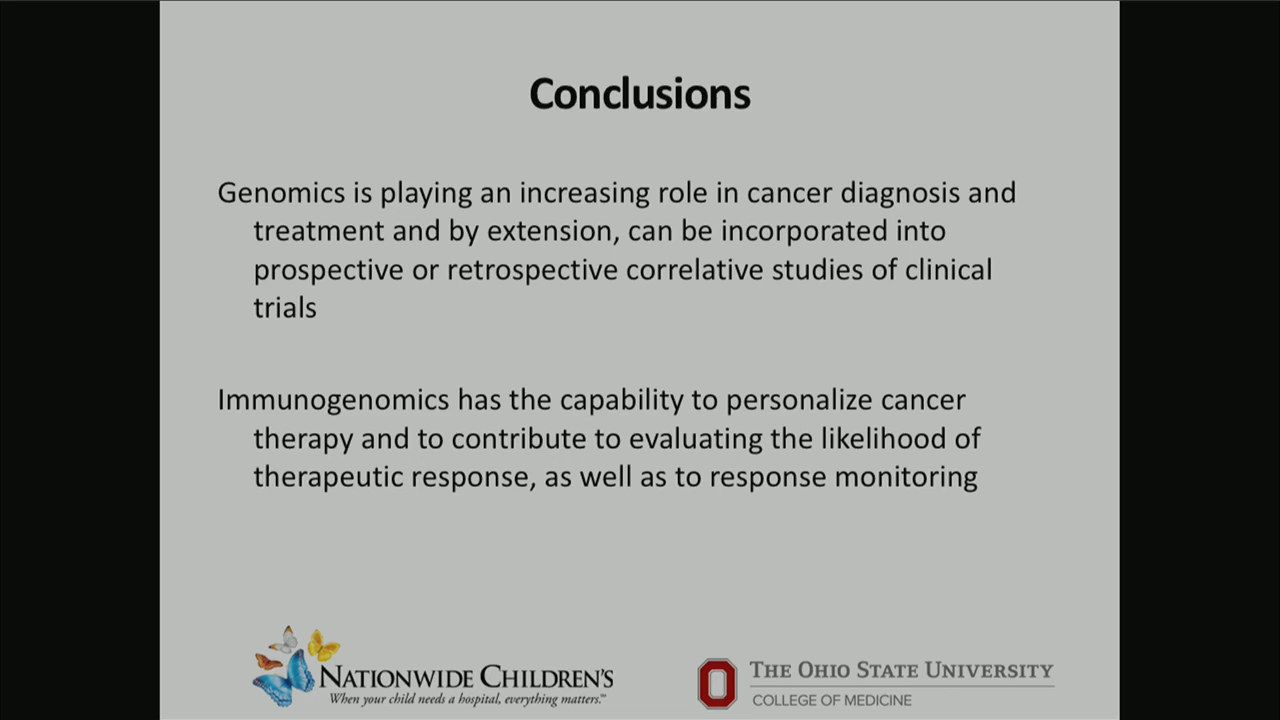 Conclusions
Genomics is playing an increasing role in cancer diagnosis and
treatment and by extension, can be incorporated into
prospective or retrospective correlative studies of clinical
trials
Immunogenomics has the capability to personalize cancer
therapy and to contribute to evaluating the likelihood of
therapeutic response, as well as to response monitoring
NATIONWIDE CHILDREN'S
When your child needs a hospital, everything matters.™
THE OHIO STATE UNIVERSITY
COLLEGE OF MEDICINE